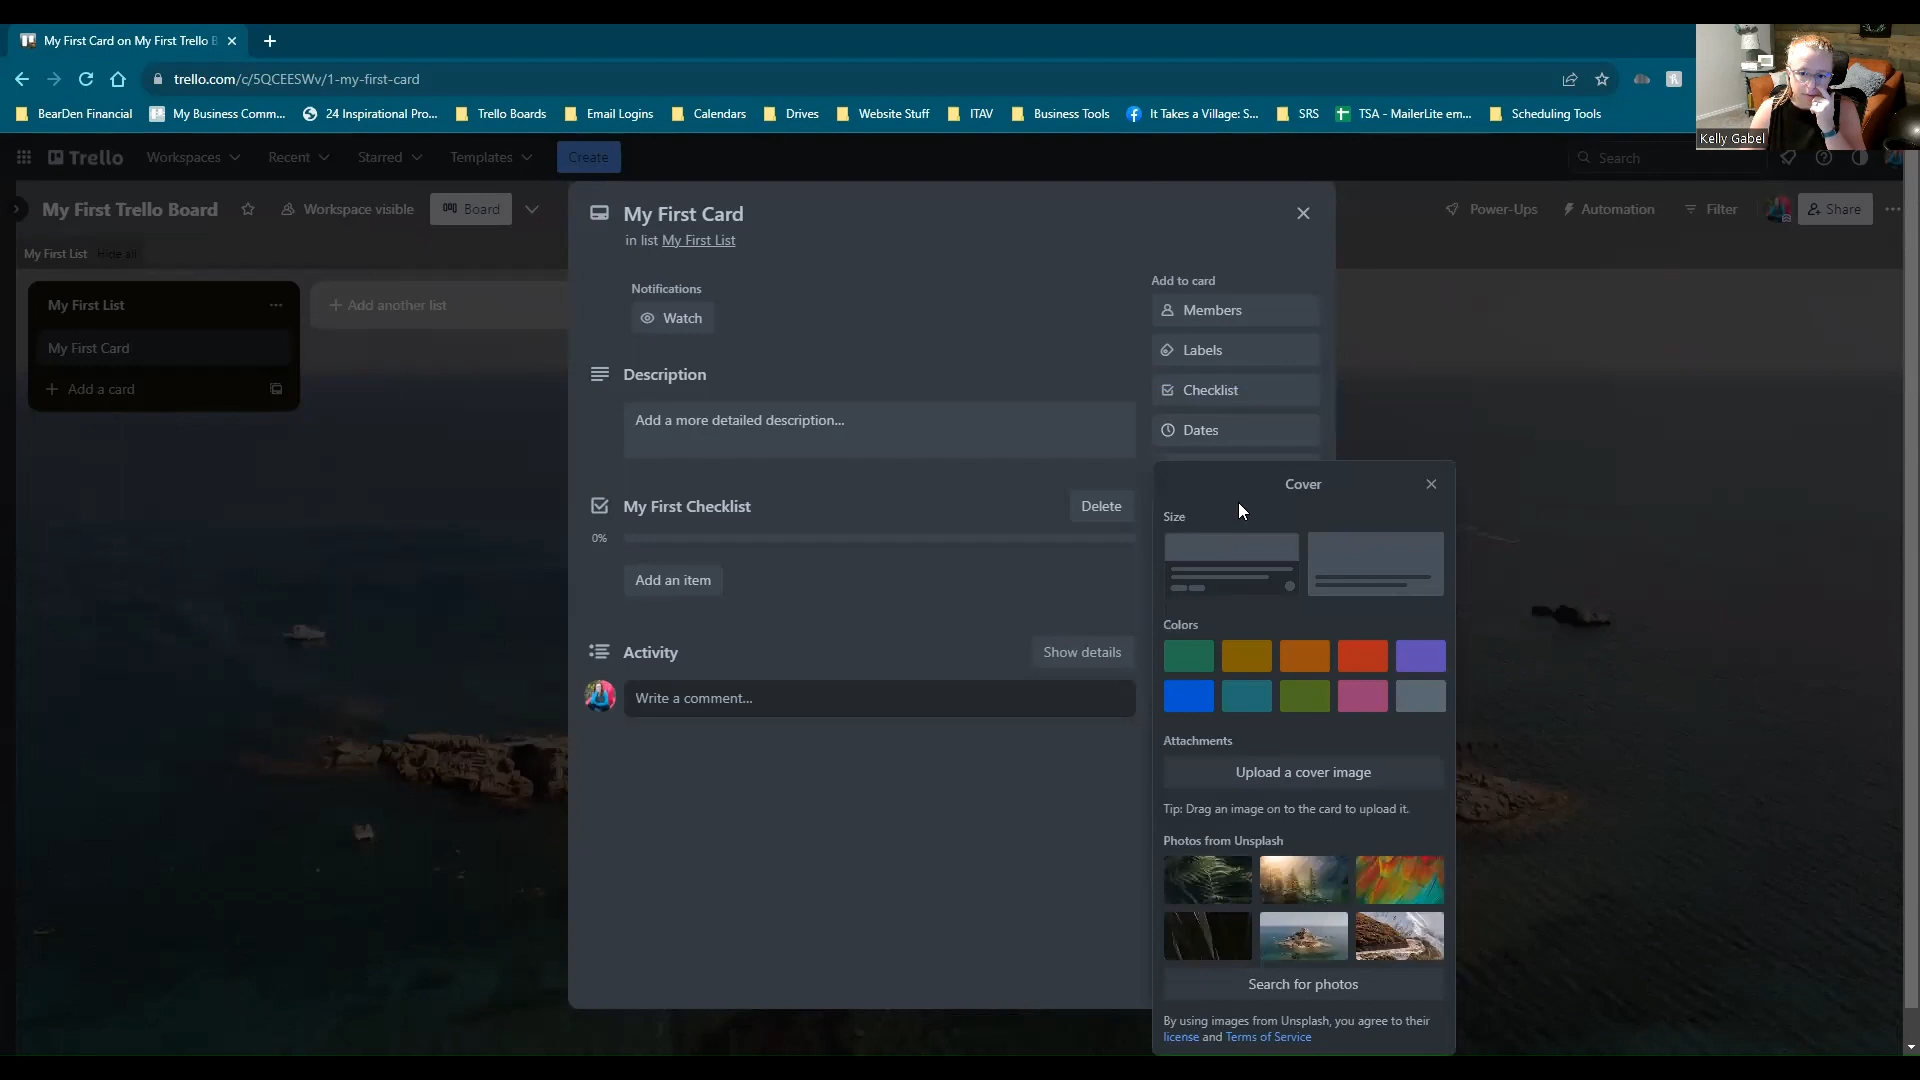 My First Card on My First Trello B
trello.com/c/5QCEESWv/1-my-first-card
BearDen Financial
My Business Comm...
24 Inspirational Pro...
Trello Boards
Email Logins
Calendars
Drives
Website Stuff
ITAV
Business Tools
It Takes a Village: S...
SRS
TSA - MailerLite em...
Scheduling Tools
Kelly Gabel
Trello
Workspaces
Recent
Starred
Templates
Create
Search
My First Trello Board
Workspace visible
Board
Power-Ups
Automation
Filter
Share
My First List
Hide all
My First List
My First Card
Add a card
Add another list
My First Card
in list My First List
Notifications
Watch
Description
Add a more detailed description...
My First Checklist
Delete
0%
Add an item
Activity
Show details
Write a comment...
Add to card
Members
Labels
Checklist
Dates
Cover
Size
Colors
Attachments
Upload a cover image
Tip: Drag an image on to the card to upload it.
Photos from Unsplash
Search for photos
By using images from Unsplash, you agree to their
license and Terms of Service